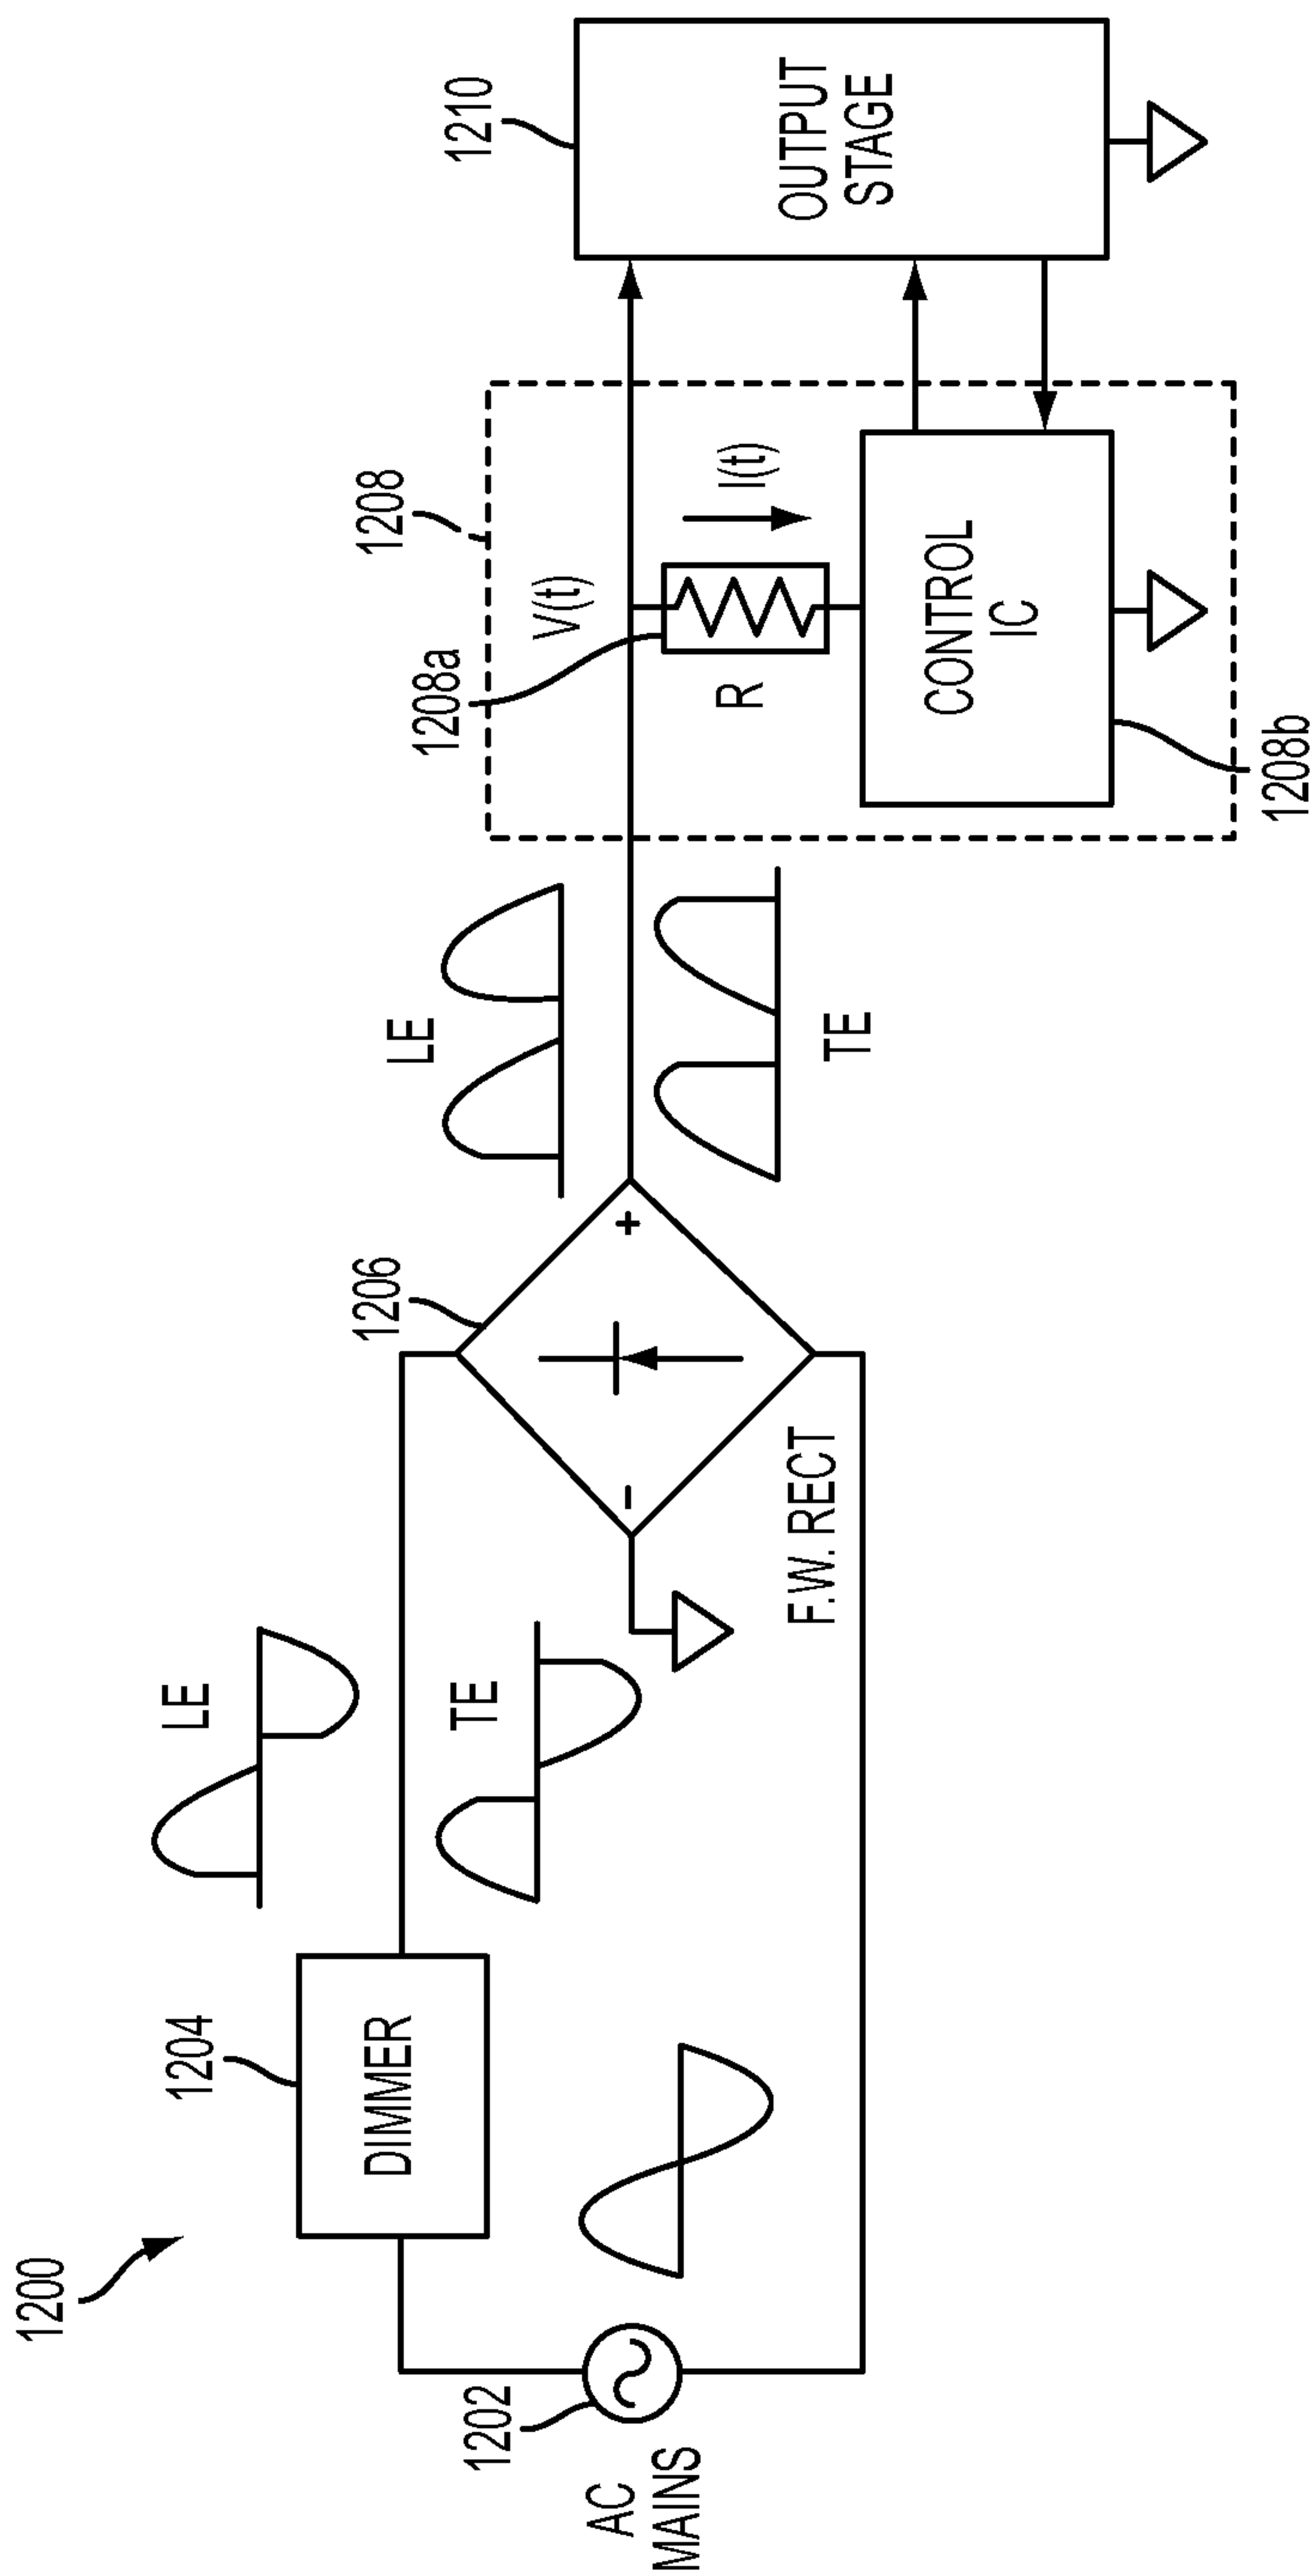 1200
1202
AC
MAINS
1204
DIMMER
LE
TE
1206
-
+
F.W. RECT
LE
TE
1208
1208a
V(t)
R
I(t)
CONTROL
IC
1208b
1210
OUTPUT
STAGE